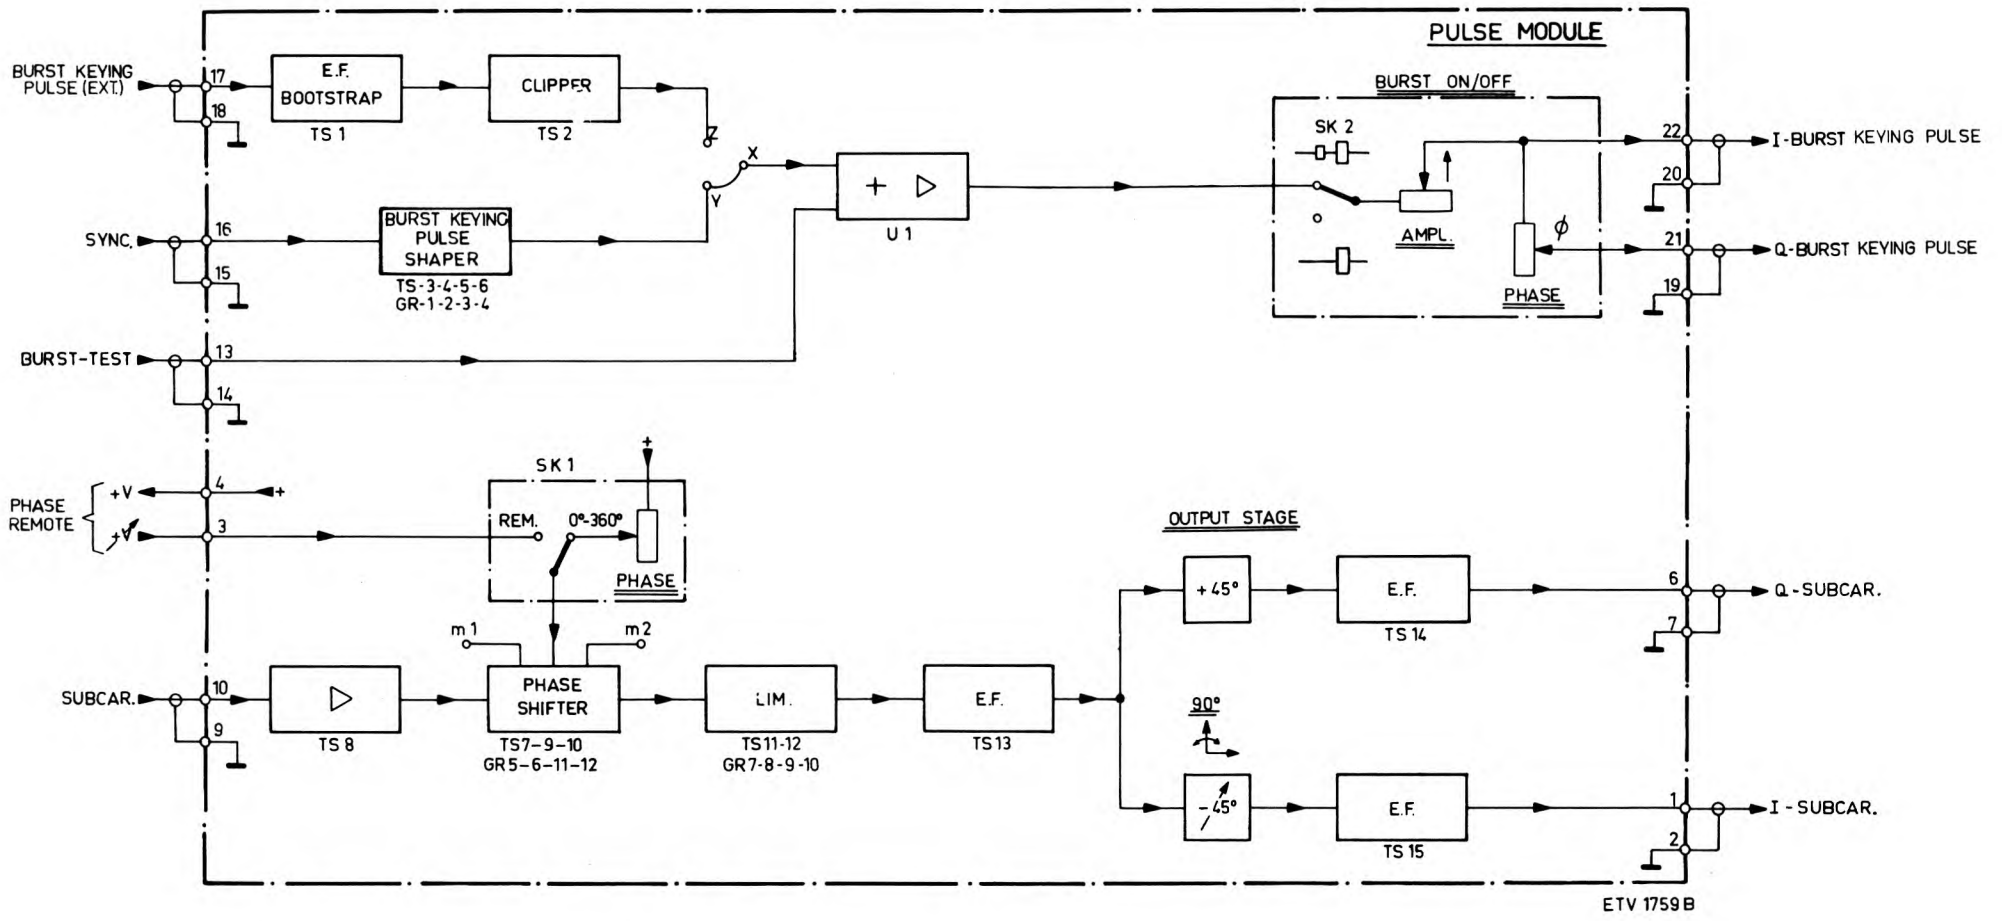 PULSE MODULE
BURST KEYING
PULSE (EXT.)
17
18
E.F.
BOOTSTRAP
TS 1
CLIPPER
TS 2
Z
X
Y
SYNC.
16
15
BURST KEYING
PULSE
SHAPER
TS-3-4-5-6
GR-1-2-3-4
+ ▷
U 1
BURST ON/OFF
SK 2
AMPL.
ϕ
PHASE
22
I-BURST KEYING PULSE
20
21
Q-BURST KEYING PULSE
19
BURST-TEST
13
14
PHASE
REMOTE
+V
4
+
+V
3
SK 1
+
REM.
0°-360°
PHASE
m 1
m 2
SUBCAR.
10
9
▷
TS 8
PHASE
SHIFTER
TS7-9-10
GR5-6-11-12
LIM.
TS11-12
GR7-8-9-10
E.F.
TS13
OUTPUT STAGE
+45°
E.F.
TS 14
6
Q-SUBCAR.
7
90°
-45°
E.F.
TS 15
1
I-SUBCAR.
2
ETV 1759 B